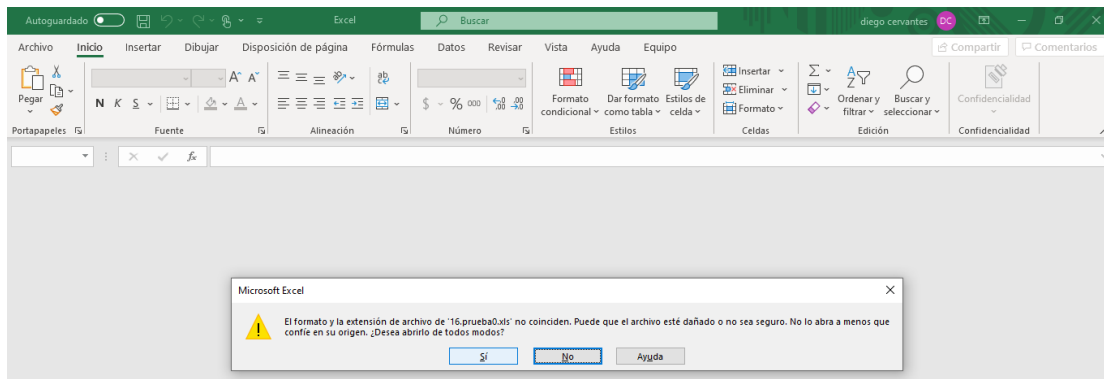 Autoguardado
Excel
Buscar
diego cervantes
DC
Archivo Inicio Insertar Dibujar Disposición de página Fórmulas Datos Revisar Vista Ayuda Equipo
Compartir Comentarios
Pegar
N K S
A A
A
ab
$ % 000
Formato condicional
Dar formato como tabla
Estilos de celda
Insertar
Eliminar
Formato
Ordenar y filtrar
Buscar y seleccionar
Confidencialidad
Portapapeles Fuente Alineación Número Estilos Celdas Edición Confidencialidad
fx
Microsoft Excel
El formato y la extensión de archivo de '16.prueba0.xls' no coinciden. Puede que el archivo esté dañado o no sea seguro. No lo abra a menos que
confíe en su origen. ¿Desea abrirlo de todos modos?
Sí No Ayuda